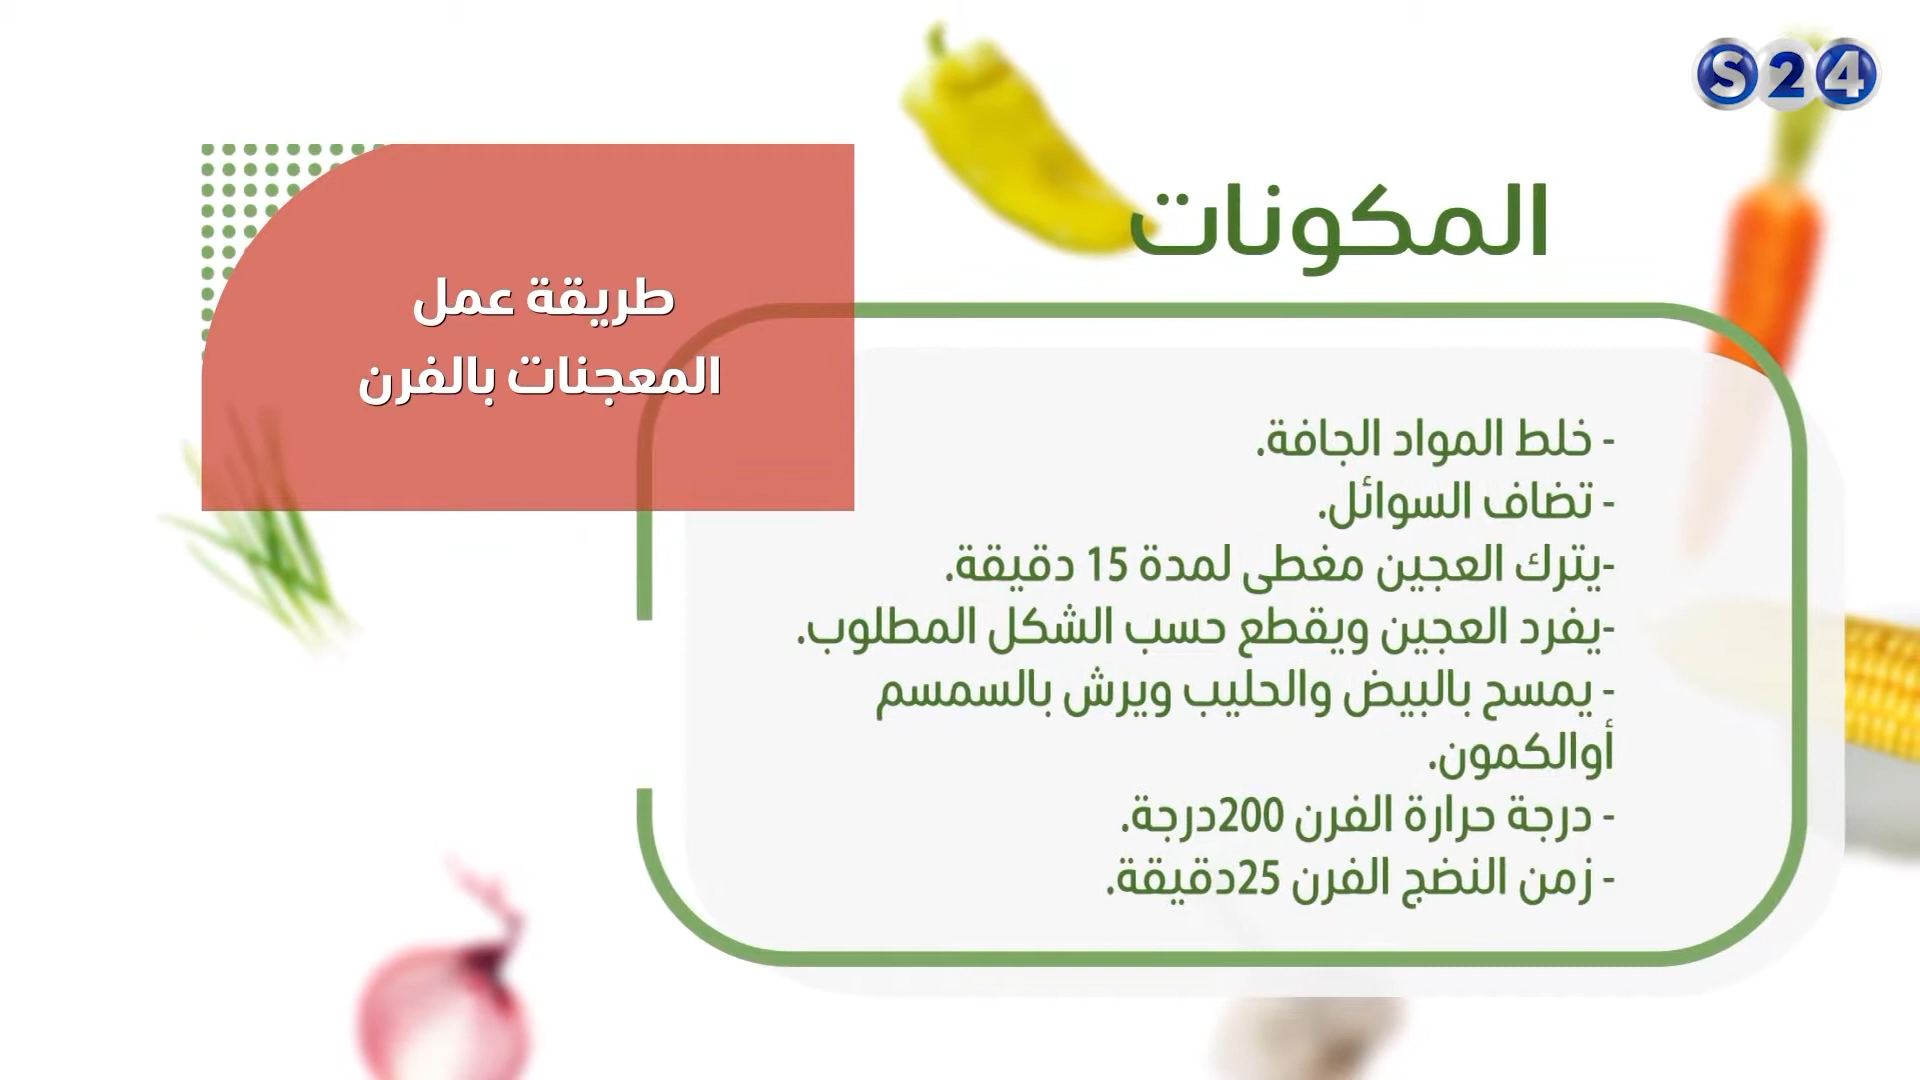 S24
المكونات
طريقة عمل
المعجنات بالفرن
- خلط المواد الجافة.
- تضاف السوائل.
-يترك العجين مغطى لمدة 15 دقيقة.
-يفرد العجين ويقطع حسب الشكل المطلوب.
- يمسح بالبيض والحليب ويرش بالسمسم
أوالكمون.
- درجة حرارة الفرن 200درجة.
- زمن النضج الفرن 25دقيقة.